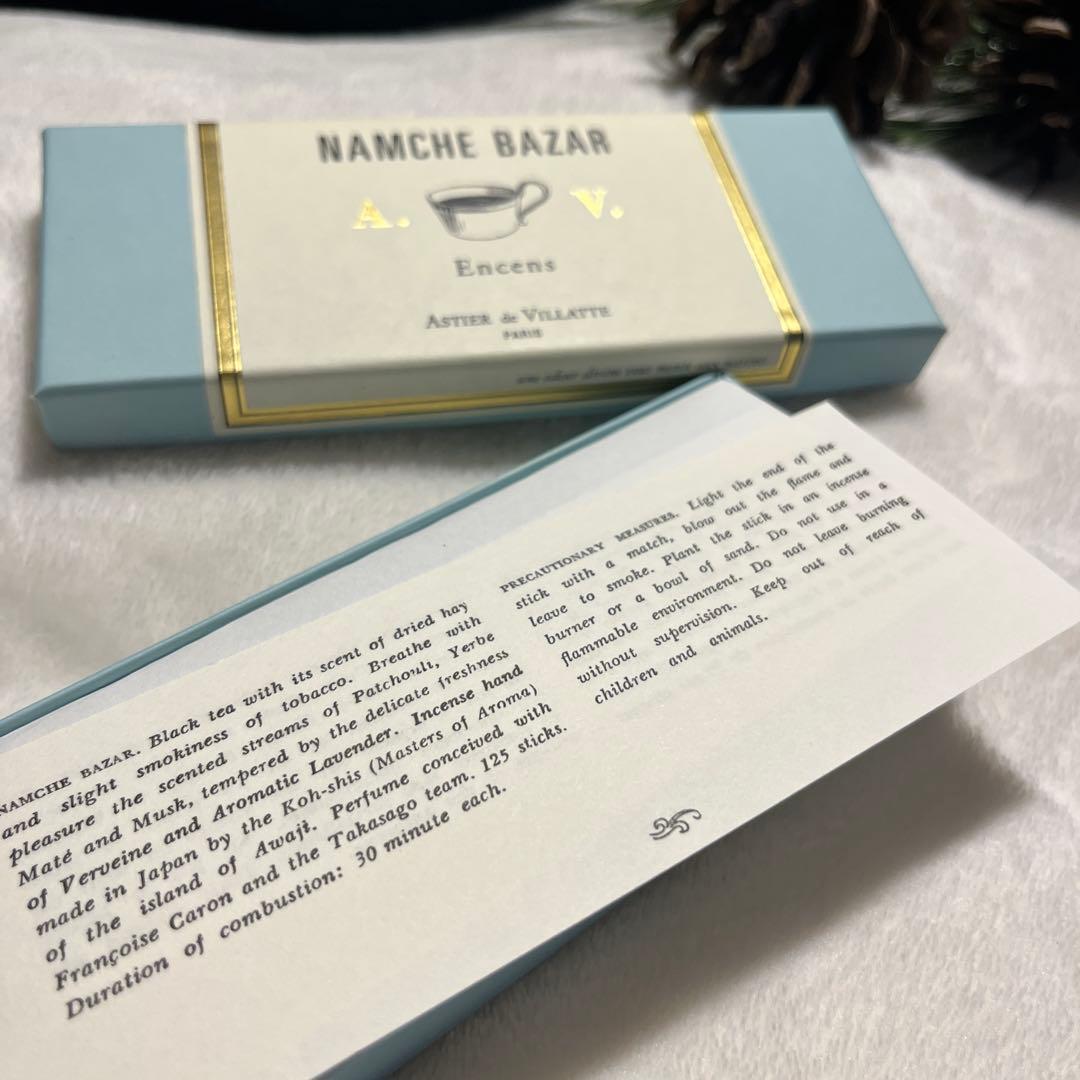 NAMCHE BAZAR
A. V.
Encens
ASTIER de VILLATTE
PARIS
NAMCHE BAZAR. Black tea with its scent of dried hay
and slight smokiness of tobacco. Breathe with
pleasure the scented streams of Patchouli, Yerbe
Maté and Musk, tempered by the delicate freshness
of Verveine and Aromatic Lavender. Incense hand
made in Japan by the Koh-shis (Masters of Aroma)
of the island of Awaji. Perfume conceived with
Françoise Caron and the Takasago team. 125 sticks.
Duration of combustion: 30 minute each.
PRECAUTIONARY MEASURES. Light the end of the
stick with a match, blow out the flame and
leave to smoke. Plant the stick in an incense
burner or a bowl of sand. Do not use in a
flammable environment. Do not leave burning
without supervision. Keep out of reach of
children and animals.